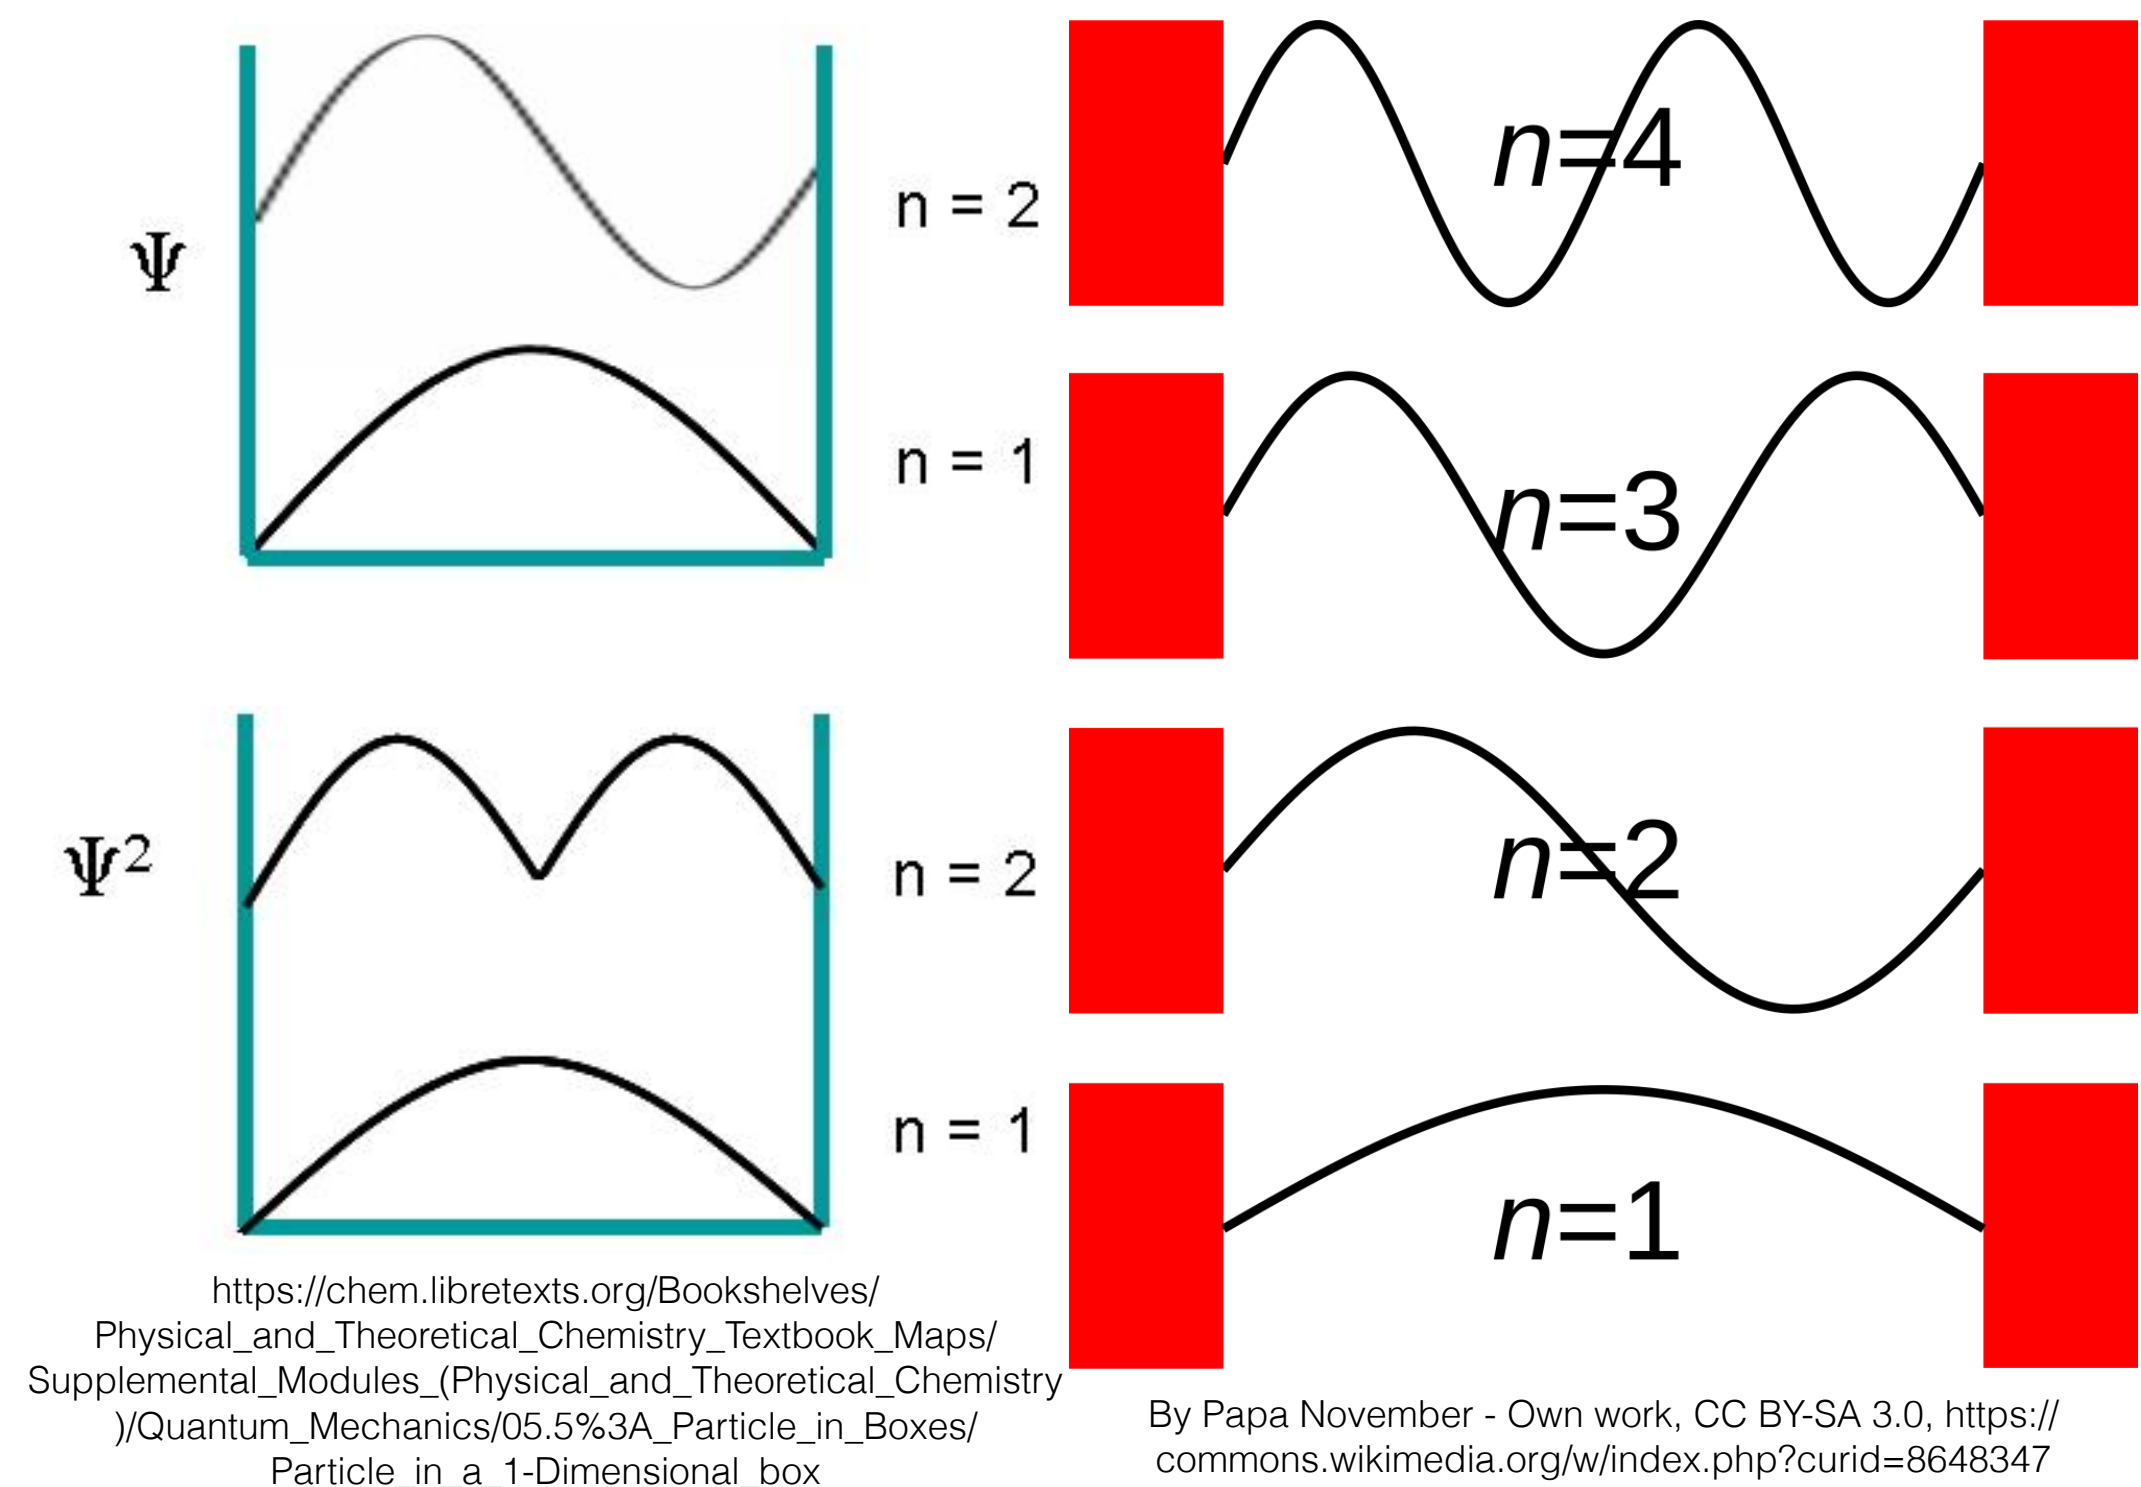 Ψ
n = 2
n = 1
Ψ²
n = 2
n = 1
https://chem.libretexts.org/Bookshelves/
Physical_and_Theoretical_Chemistry_Textbook_Maps/
Supplemental_Modules_(Physical_and_Theoretical_Chemistry
)/Quantum_Mechanics/05.5%3A_Particle_in_Boxes/
Particle_in_a_1-Dimensional_box
n=4
n=3
n=2
n=1
By Papa November - Own work, CC BY-SA 3.0, https://
commons.wikimedia.org/w/index.php?curid=8648347